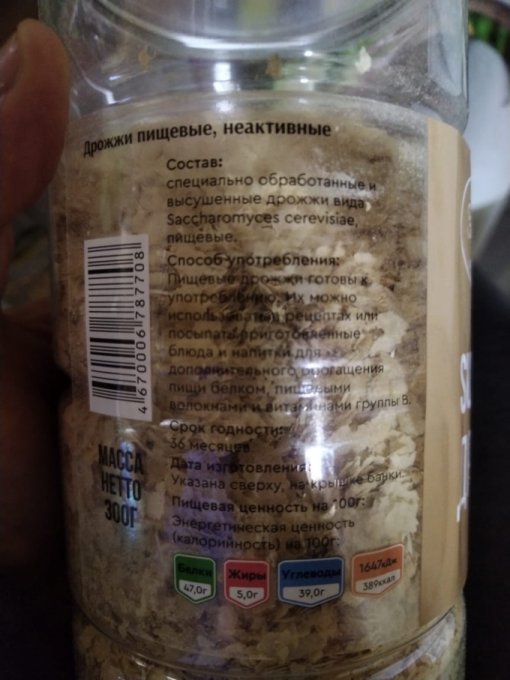 Дрожжи пищевые, неактивные
Состав:
специально обработанные и
высушенные дрожжи вида
Saccharomyces cerevisiae,
пищевые.
Способ употребления:
Пищевые дрожжи готовы к
употреблению. Их можно
использовать в рецептах или
посыпать приготовленные
блюда и напитки для
дополнительного обогащения
пищи белком, пищевыми
волокнами и витаминами группы В.
Срок годности:
36 месяцев.
Дата изготовления:
Указана сверху, на крышке банки.
Пищевая ценность на 100г:
Энергетическая ценность
(калорийность) на 100г:
Белки
47,0г
Жиры
5,0г
Углеводы
39,0г
1647кДж
389ккал
4670006787708
МАССА
НЕТТО
300Г